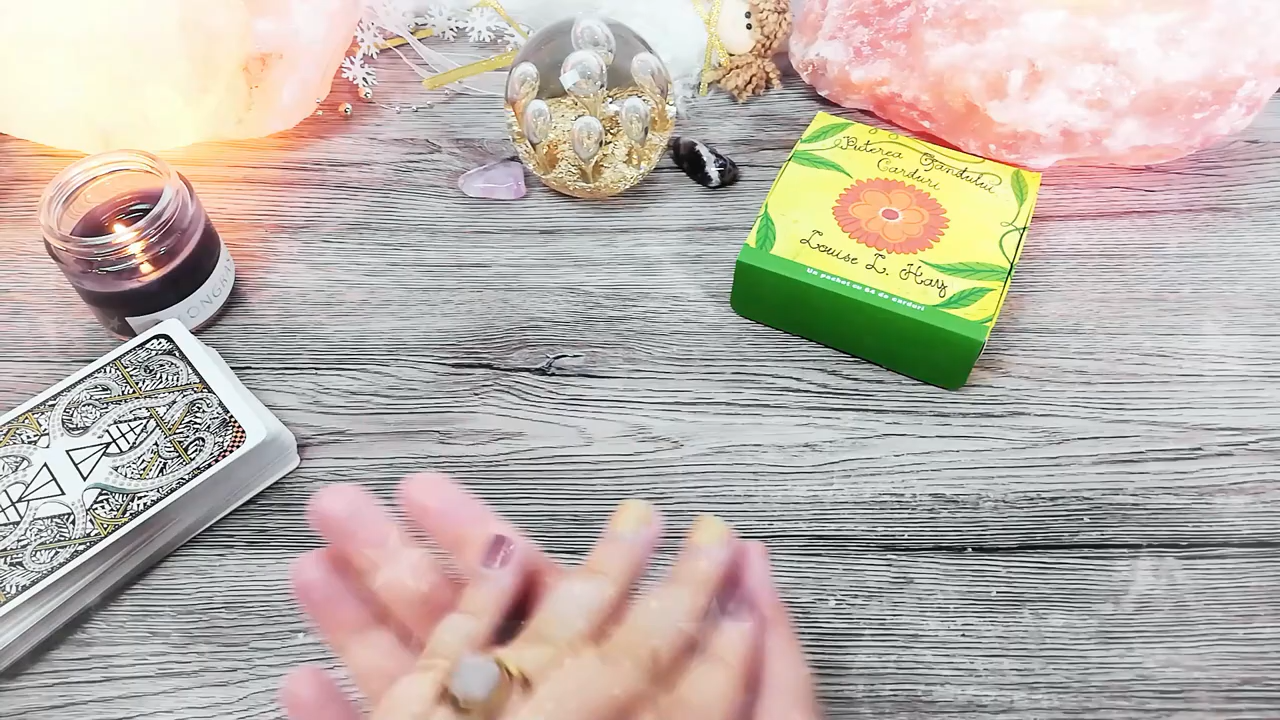 Puterea Gândului
Carduri
Louise L. Hay
Un pachet cu 64 de carduri